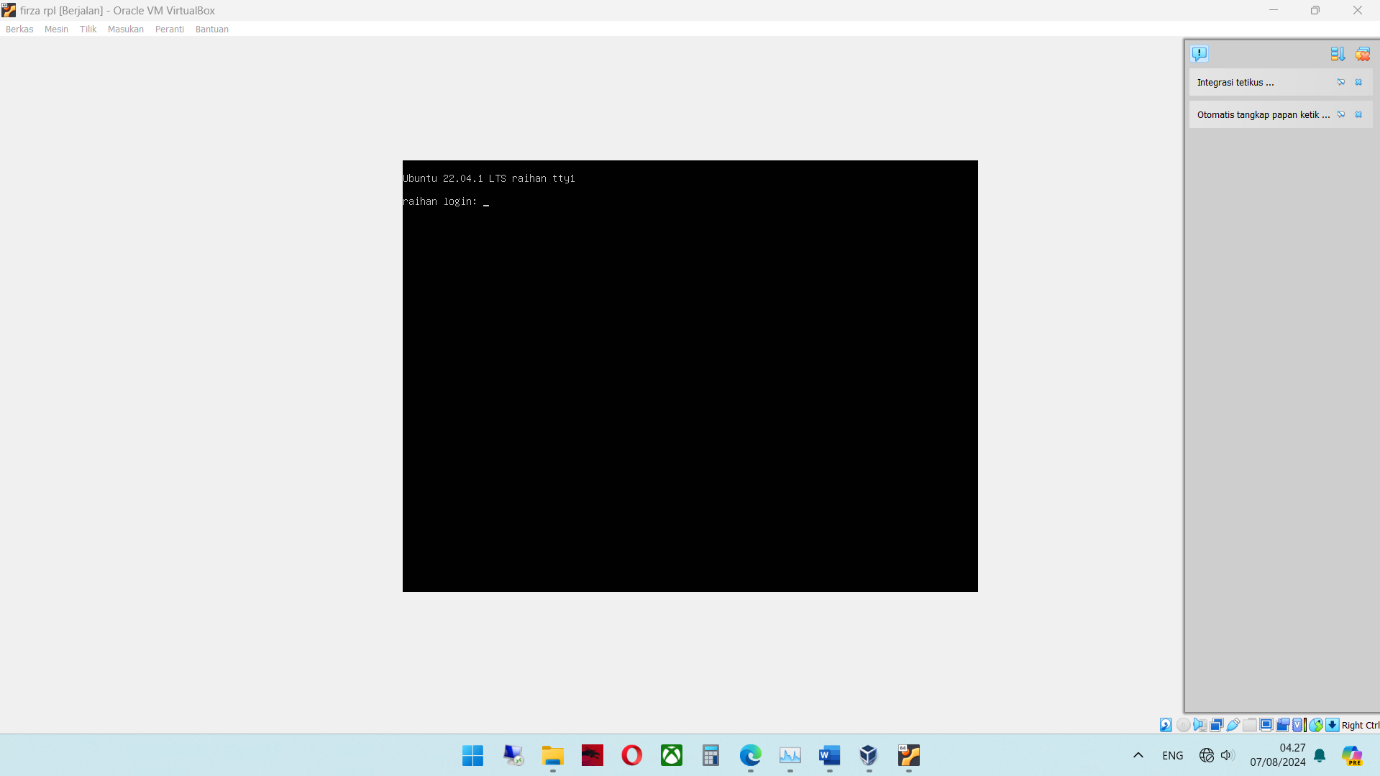 firza rpl [Berjalan] - Oracle VM VirtualBox
Berkas Mesin Tilik Masukan Peranti Bantuan
Integrasi tetikus ...
Otomatis tangkap papan ketik ...
Ubuntu 22.04.1 LTS raihan tty1
raihan login: _
Right Ctrl
ENG
04.27
07/08/2024
PRE